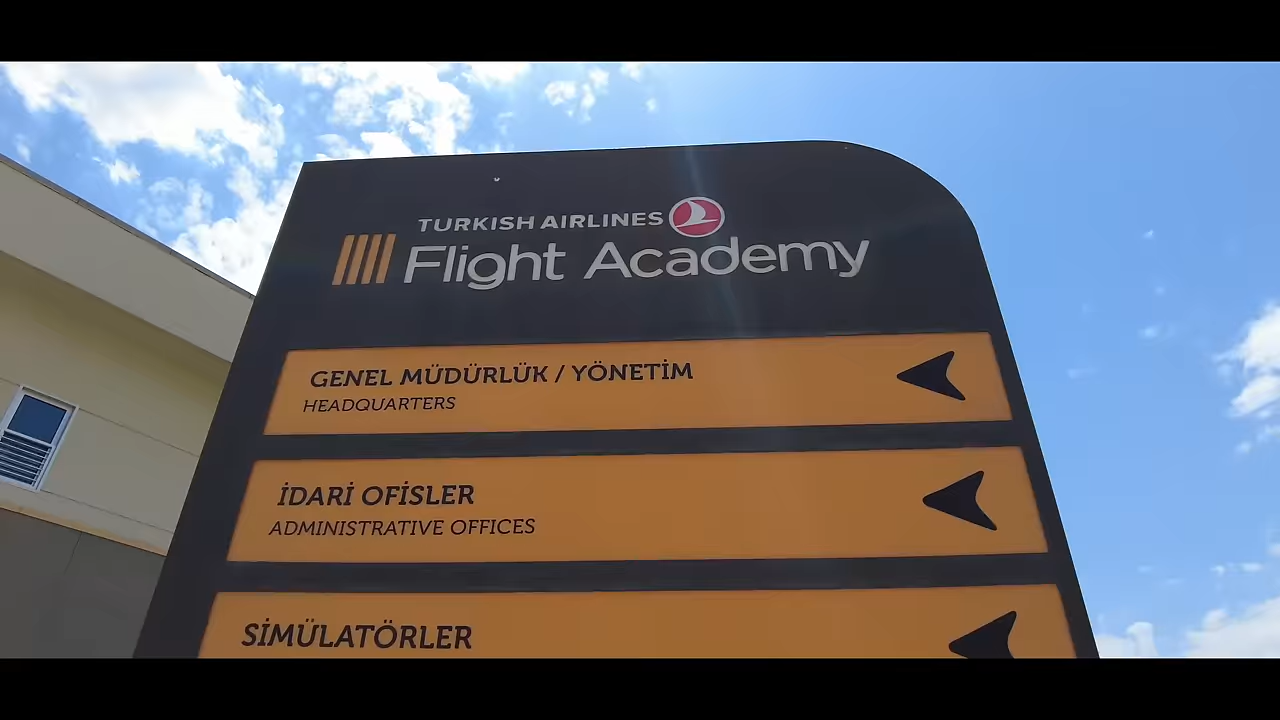 TURKISH AIRLINES
Flight Academy
GENEL MÜDÜRLÜK / YÖNETİM
HEADQUARTERS
İDARİ OFİSLER
ADMINISTRATIVE OFFICES
SİMÜLATÖRLER